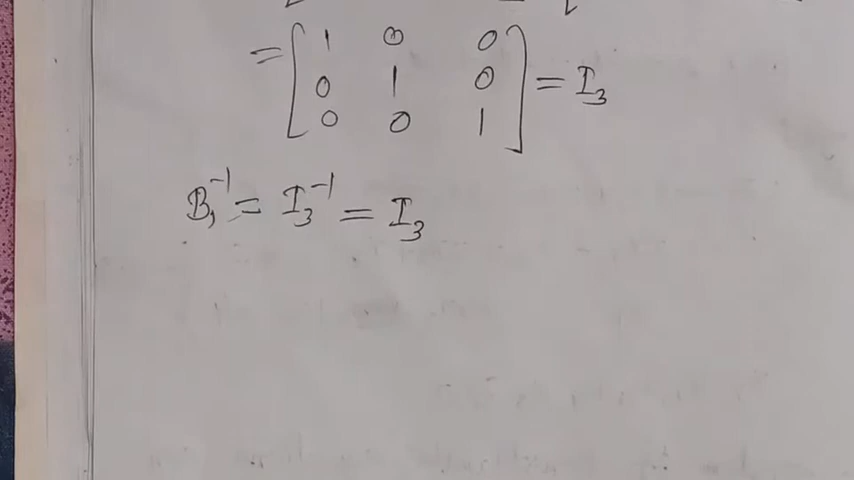 = [ 1 0 0
0 1 0
0 0 1 ] = I₃
B₁⁻¹ = I₃⁻¹ = I₃